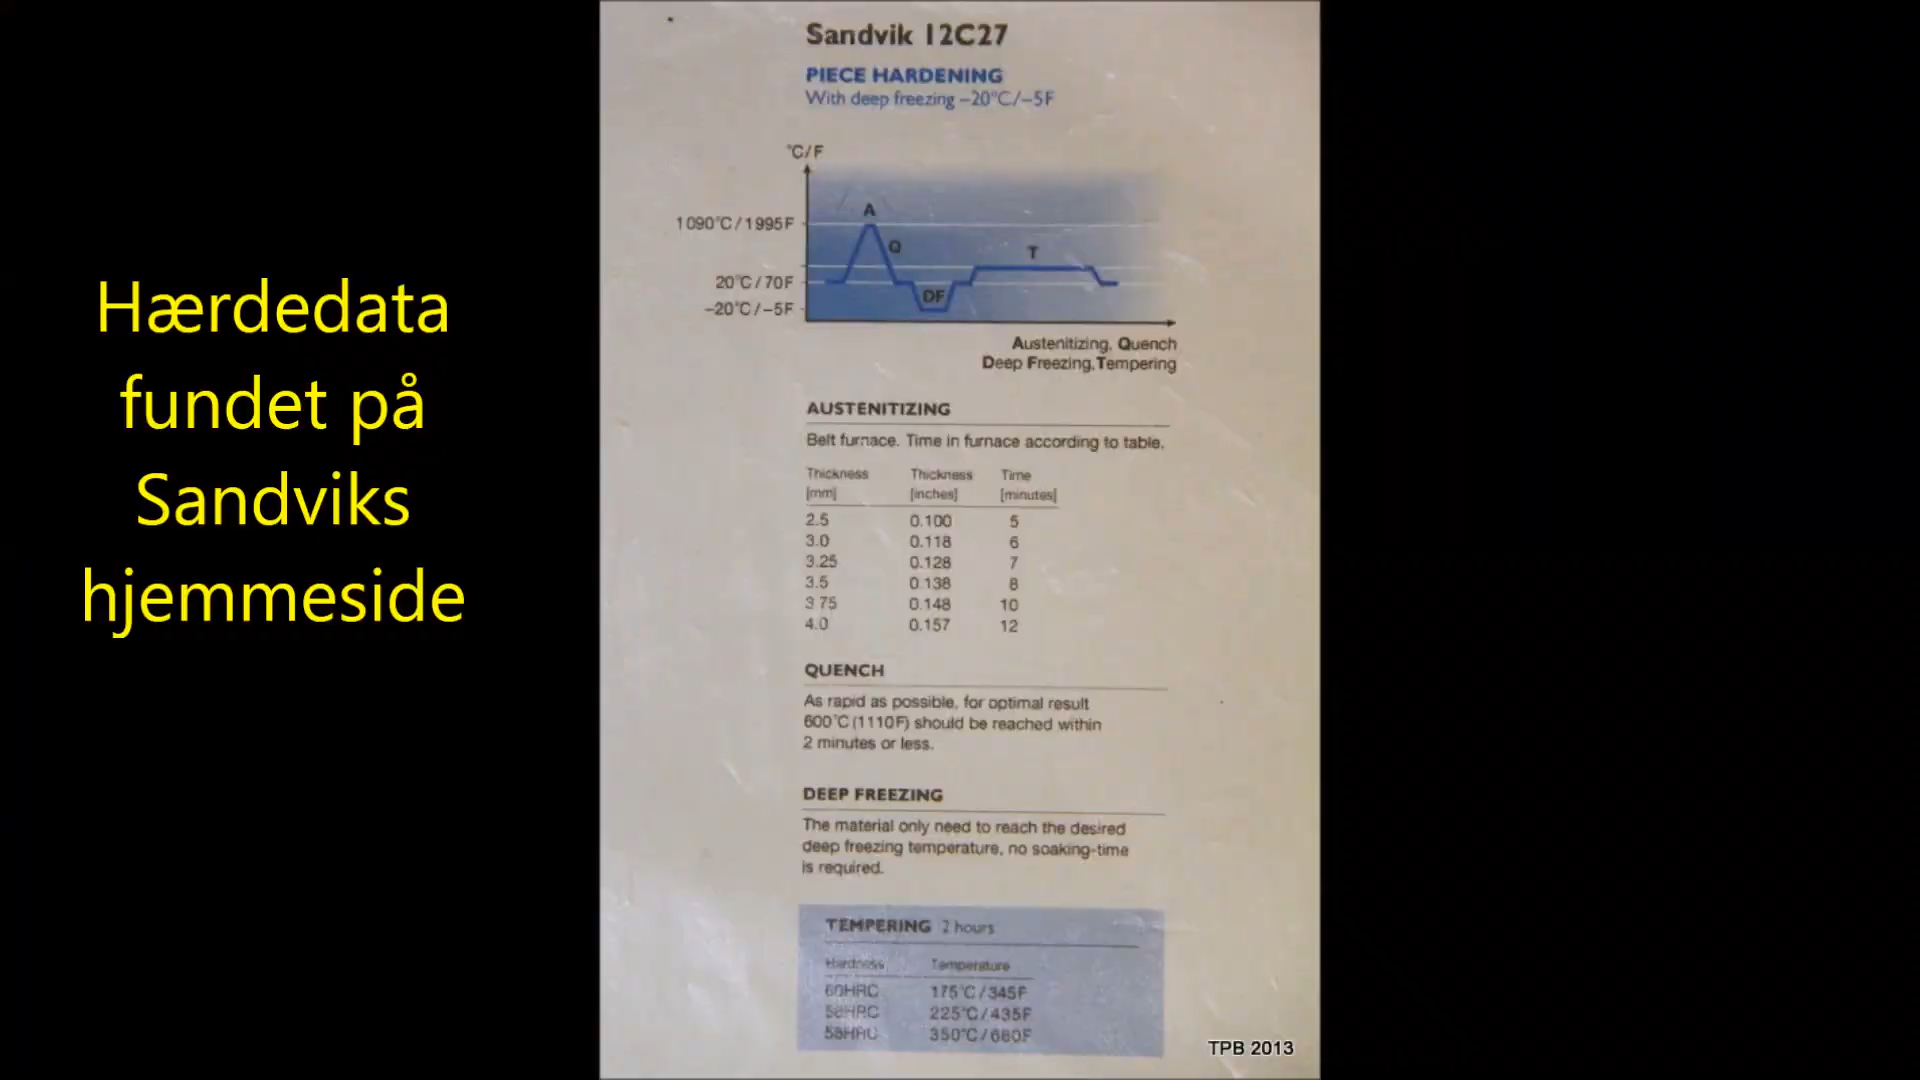 Hærdedata
fundet på
Sandviks
hjemmeside
Sandvik 12C27
PIECE HARDENING
With deep freezing –20°C/–5F
°C/F
1090°C/1995F
20°C/70F
–20°C/–5F
A
Q
DF
T
Austenitizing, Quench
Deep Freezing, Tempering
AUSTENITIZING
Belt furnace. Time in furnace according to table.
Thickness Thickness Time
[mm] [inches] [minutes]
2.5 0.100 5
3.0 0.118 6
3.25 0.128 7
3.5 0.138 8
3.75 0.148 10
4.0 0.157 12
QUENCH
As rapid as possible, for optimal result
600°C (1110F) should be reached within
2 minutes or less.
DEEP FREEZING
The material only need to reach the desired
deep freezing temperature, no soaking-time
is required.
TEMPERING 2 hours
Hardness Temperature
60HRC 175°C/345F
225°C/435F
350°C/660F
TPB 2013